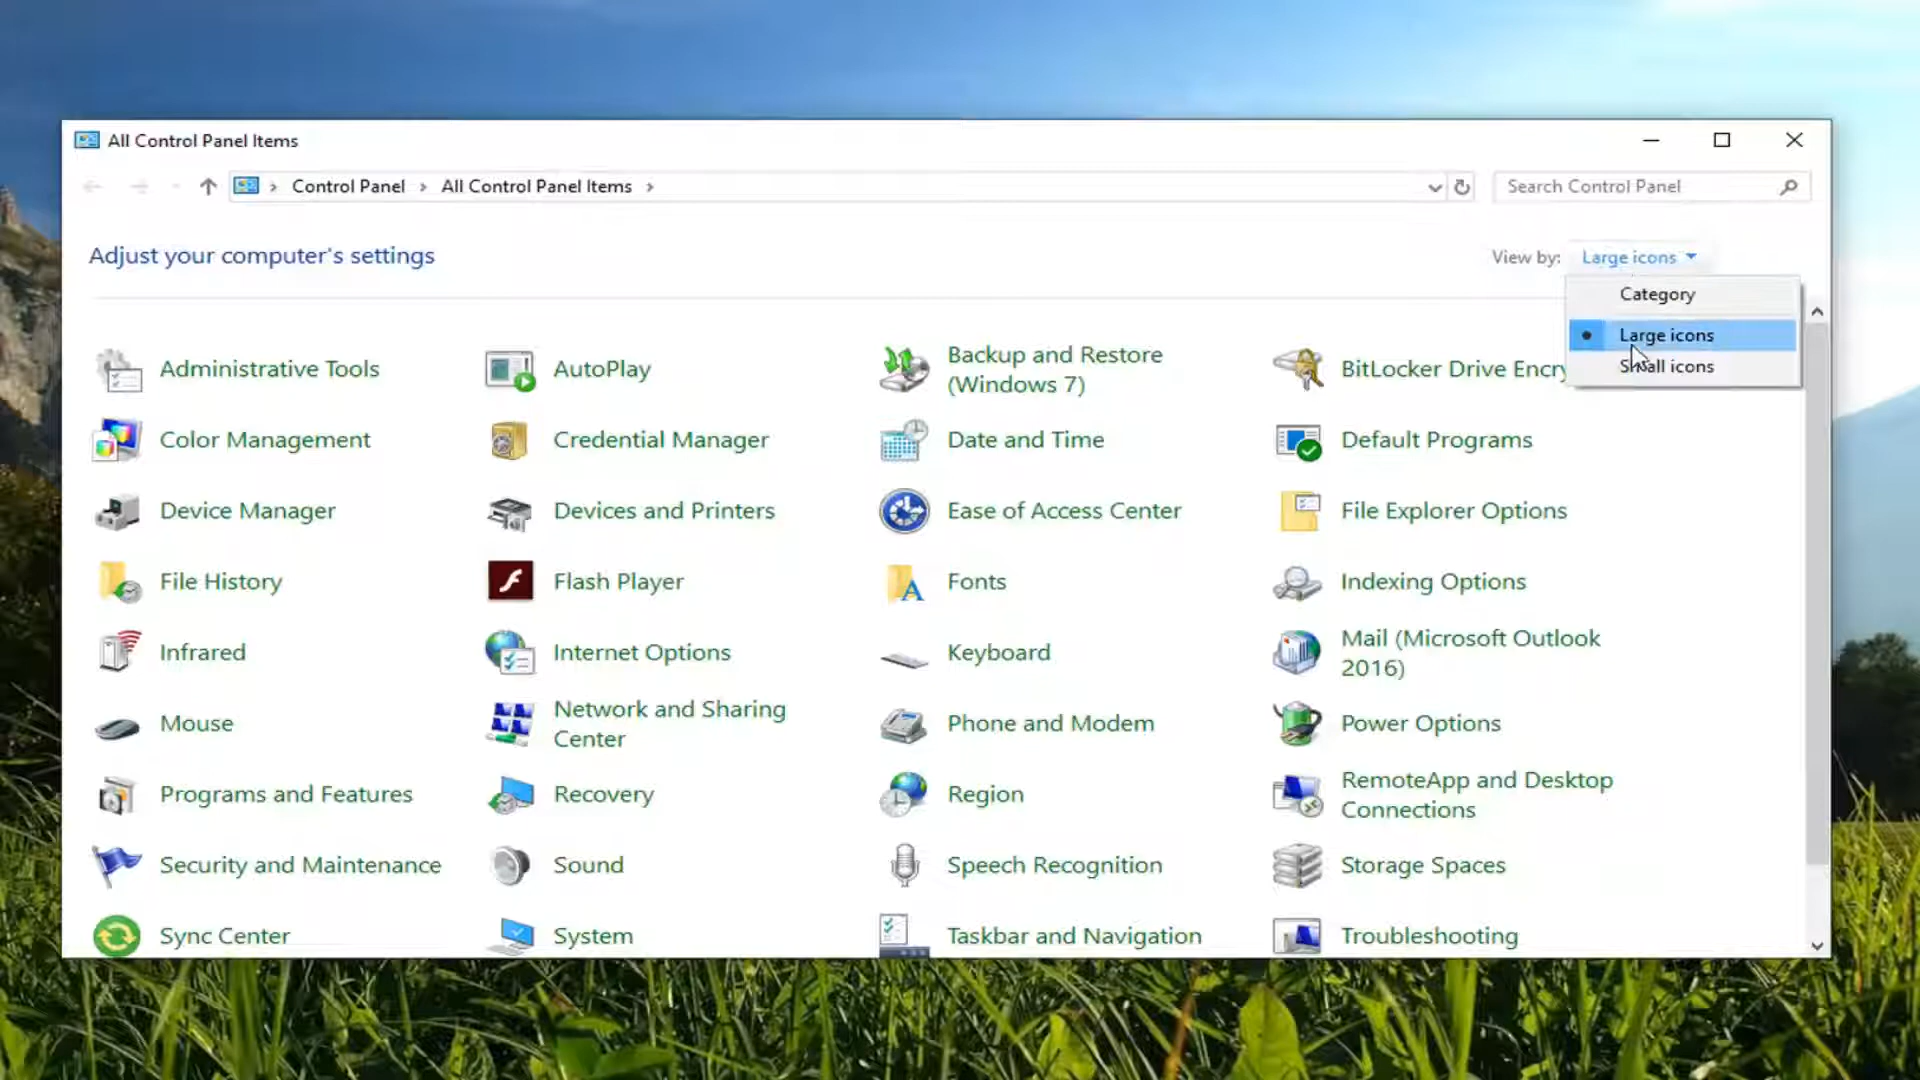 All Control Panel Items
Control Panel
All Control Panel Items
Search Control Panel
Adjust your computer's settings
View by:
Large icons
Category
Large icons
Small icons
Administrative Tools
AutoPlay
Backup and Restore
(Windows 7)
BitLocker Drive Encry
Color Management
Credential Manager
Date and Time
Default Programs
Device Manager
Devices and Printers
Ease of Access Center
File Explorer Options
File History
Flash Player
Fonts
Indexing Options
Infrared
Internet Options
Keyboard
Mail (Microsoft Outlook
2016)
Mouse
Network and Sharing
Center
Phone and Modem
Power Options
Programs and Features
Recovery
Region
RemoteApp and Desktop
Connections
Security and Maintenance
Sound
Speech Recognition
Storage Spaces
Sync Center
System
Taskbar and Navigation
Troubleshooting